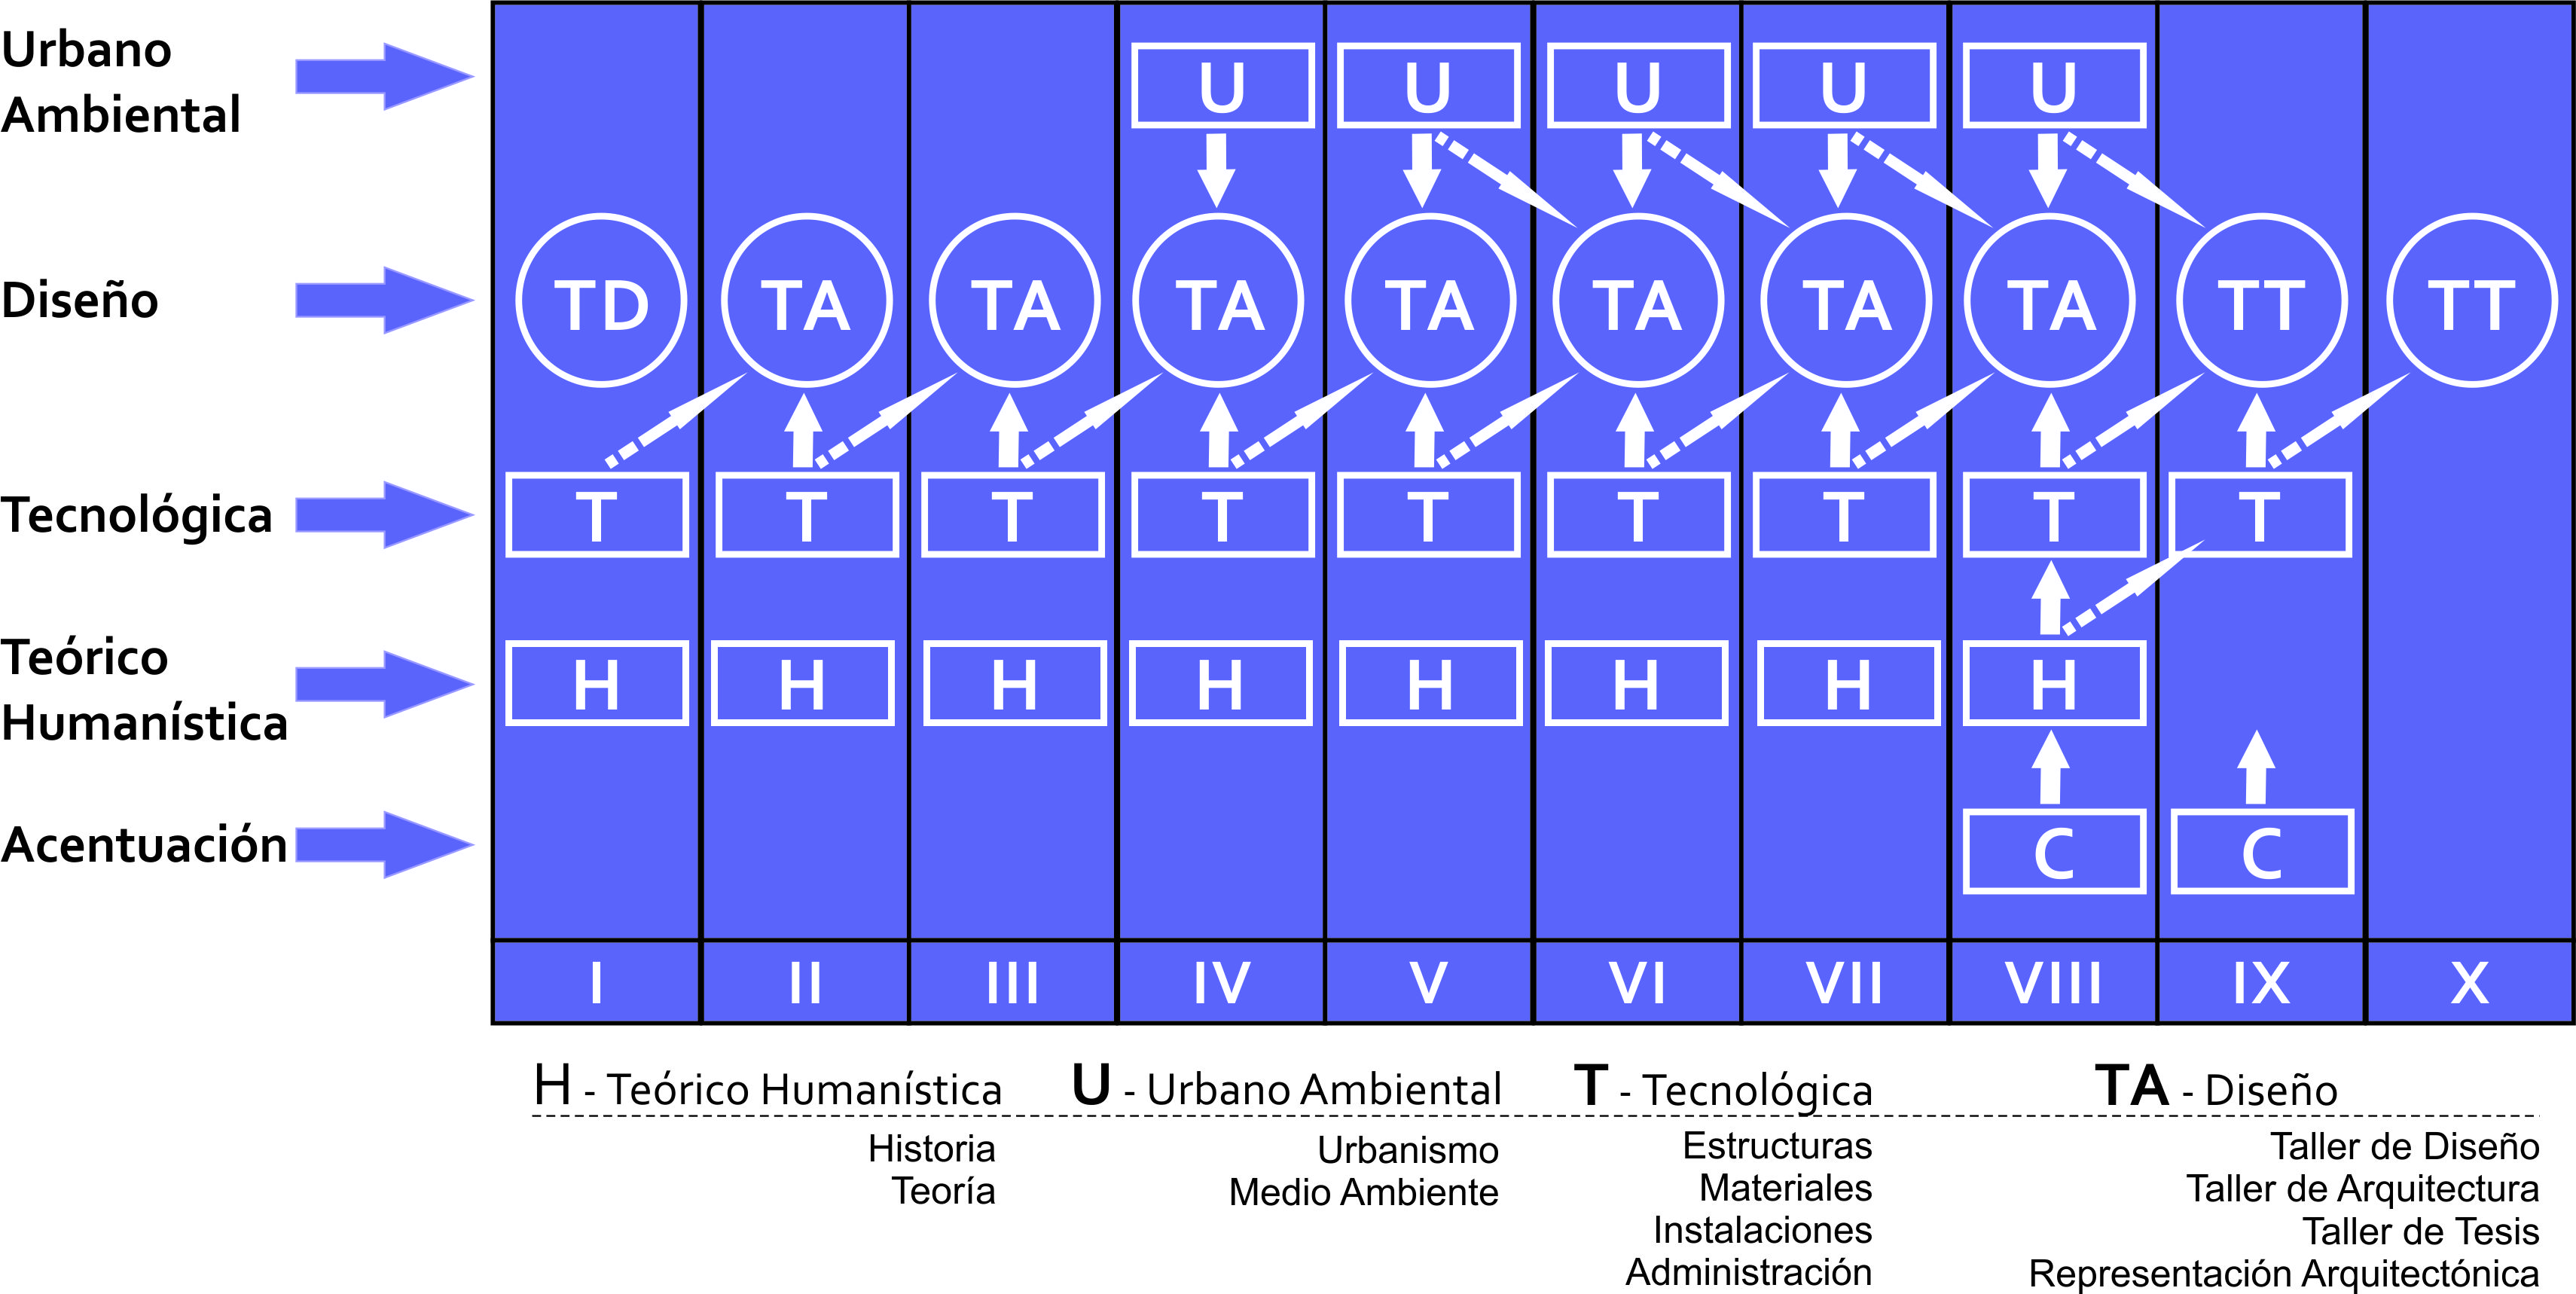 Urbano
Ambiental
U U U U U
Diseño
TD TA TA TA TA TA TA TA TT TT
Tecnológica
T T T T T T T T T
Teórico
Humanística
H H H H H H H H
Acentuación
C C
I II III IV V VI VII VIII IX X
H - Teórico Humanística
Historia
Teoría
U - Urbano Ambiental
Urbanismo
Medio Ambiente
T - Tecnológica
Estructuras
Materiales
Instalaciones
Administración
TA - Diseño
Taller de Diseño
Taller de Arquitectura
Taller de Tesis
Representación Arquitectónica